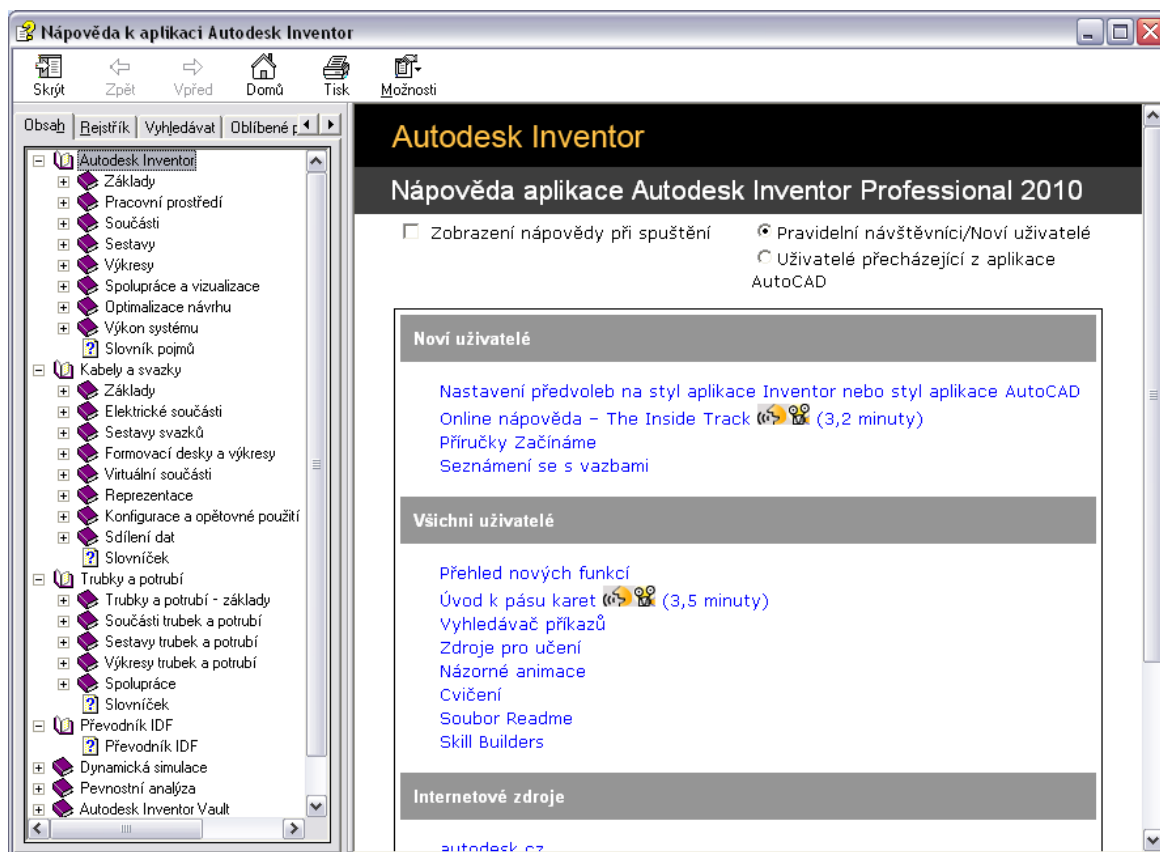 Nápověda k aplikaci Autodesk Inventor
Skrýt
Zpět
Vpřed
Domů
Tisk
Možnosti
Obsah
Rejstřík
Vyhledávat
Oblíbené
Autodesk Inventor
Základy
Pracovní prostředí
Součásti
Sestavy
Výkresy
Spolupráce a vizualizace
Optimalizace návrhu
Výkon systému
Slovník pojmů
Kabely a svazky
Základy
Elektrické součásti
Sestavy svazků
Formovací desky a výkresy
Virtuální součásti
Reprezentace
Konfigurace a opětovné použití
Sdílení dat
Slovníček
Trubky a potrubí
Trubky a potrubí - základy
Součásti trubek a potrubí
Sestavy trubek a potrubí
Výkresy trubek a potrubí
Spolupráce
Slovníček
Převodník IDF
Převodník IDF
Dynamická simulace
Pevnostní analýza
Autodesk Inventor Vault
Autodesk Inventor
Nápověda aplikace Autodesk Inventor Professional 2010
Zobrazení nápovědy při spuštění
Pravidelní návštěvníci/Noví uživatelé
Uživatelé přecházející z aplikace
AutoCAD
Noví uživatelé
Nastavení předvoleb na styl aplikace Inventor nebo styl aplikace AutoCAD
Online nápověda – The Inside Track (3,2 minuty)
Příručky Začínáme
Seznámení se s vazbami
Všichni uživatelé
Přehled nových funkcí
Úvod k pásu karet (3,5 minuty)
Vyhledávač příkazů
Zdroje pro učení
Názorné animace
Cvičení
Soubor Readme
Skill Builders
Internetové zdroje
autodesk.cz